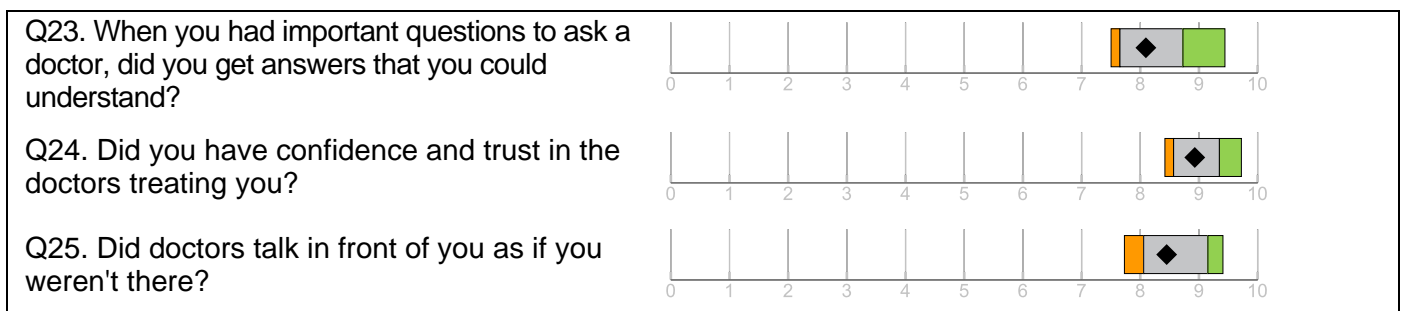 Q23. When you had important questions to ask a
doctor, did you get answers that you could
understand?
0 1 2 3 4 5 6 7 8 9 10
Q24. Did you have confidence and trust in the
doctors treating you?
0 1 2 3 4 5 6 7 8 9 10
Q25. Did doctors talk in front of you as if you
weren't there?
0 1 2 3 4 5 6 7 8 9 10